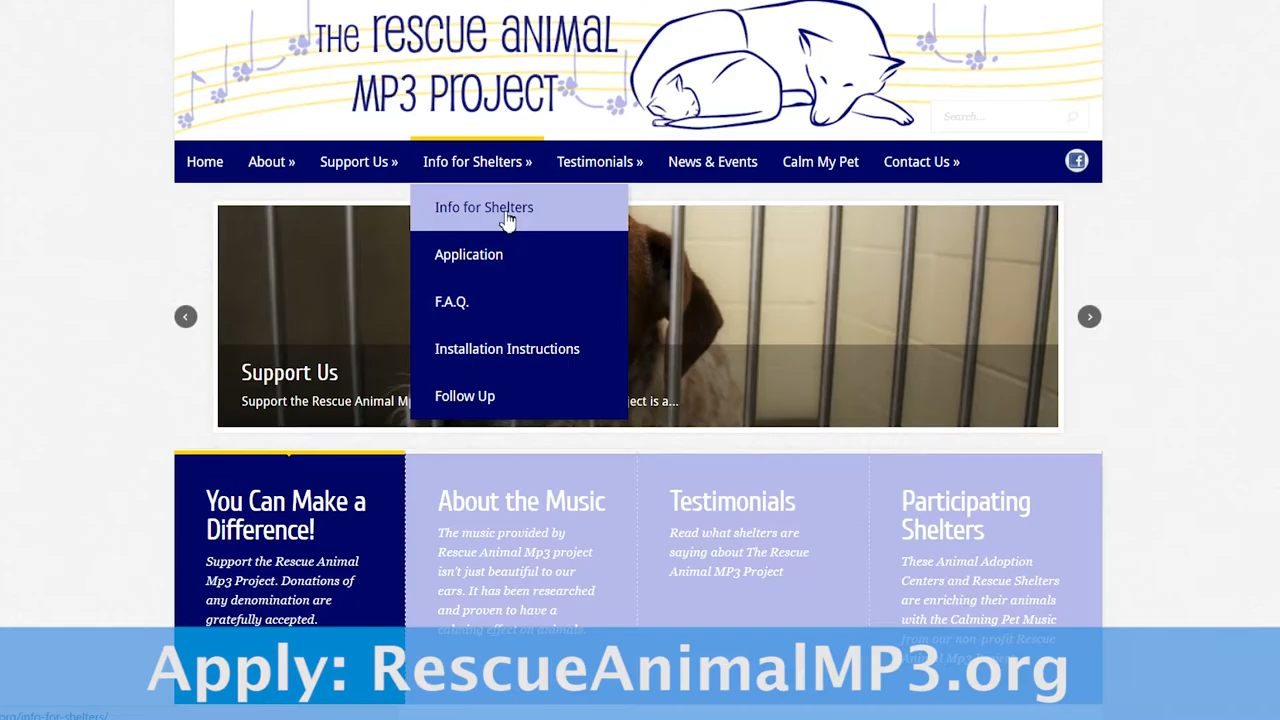 THE RESCUE ANIMAL
MP3 PROJECT
Search...
Home About » Support Us » Info for Shelters » Testimonials » News & Events Calm My Pet Contact Us » f
Info for Shelters
Application
F.A.Q.
Installation Instructions
Follow Up
Support Us
Support the Rescue Animal M ject is a...
You Can Make a
Difference!
Support the Rescue Animal
Mp3 Project. Donations of
any denomination are
gratefully accepted.
About the Music
The music provided by
Rescue Animal Mp3 project
isn't just beautiful to our
ears. It has been researched
and proven to have a
calming effect on animals.
Testimonials
Read what shelters are
saying about The Rescue
Animal MP3 Project
Participating
Shelters
These Animal Adoption
Centers and Rescue Shelters
are enriching their animals
with the Calming Pet Music
from our non-profit Rescue
Animal Mp3 Project.
Apply: RescueAnimalMP3.org
org/info-for-shelters/